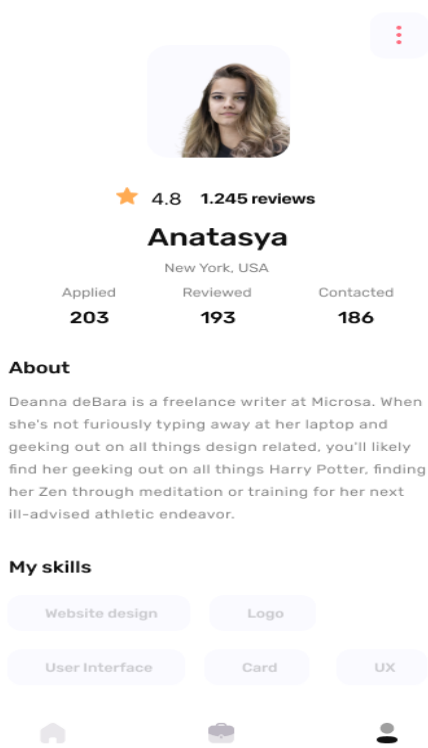 4.8 1.245 reviews
Anatasya
New York, USA
Applied Reviewed Contacted
203 193 186
About
Deanna deBara is a freelance writer at Microsa. When
she's not furiously typing away at her laptop and
geeking out on all things design related, you'll likely
find her geeking out on all things Harry Potter, finding
her Zen through meditation or training for her next
ill-advised athletic endeavor.
My skills
Website design Logo
User Interface Card UX